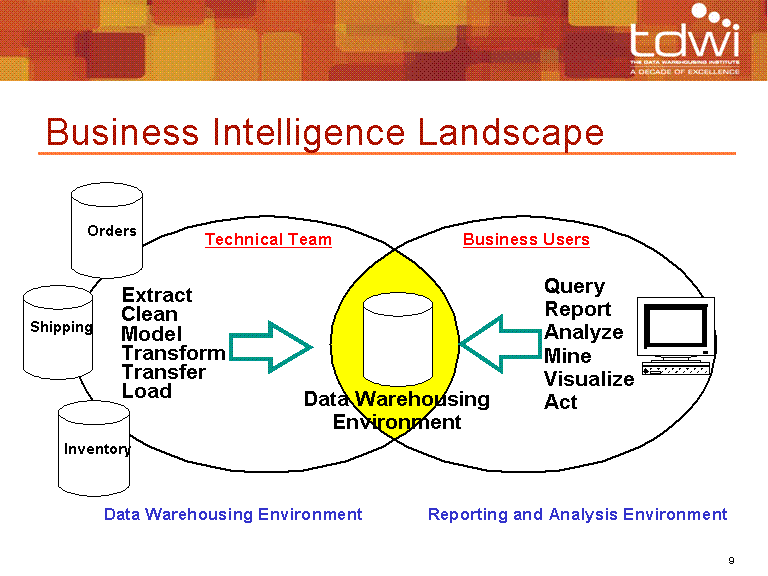 tdwi
THE DATA WAREHOUSING INSTITUTE
A DECADE OF EXCELLENCE
Business Intelligence Landscape
Orders
Technical Team
Business Users
Shipping
Extract
Clean
Model
Transform
Transfer
Load
Query
Report
Analyze
Mine
Visualize
Act
Data Warehousing
Environment
Inventory
Data Warehousing Environment
Reporting and Analysis Environment
9